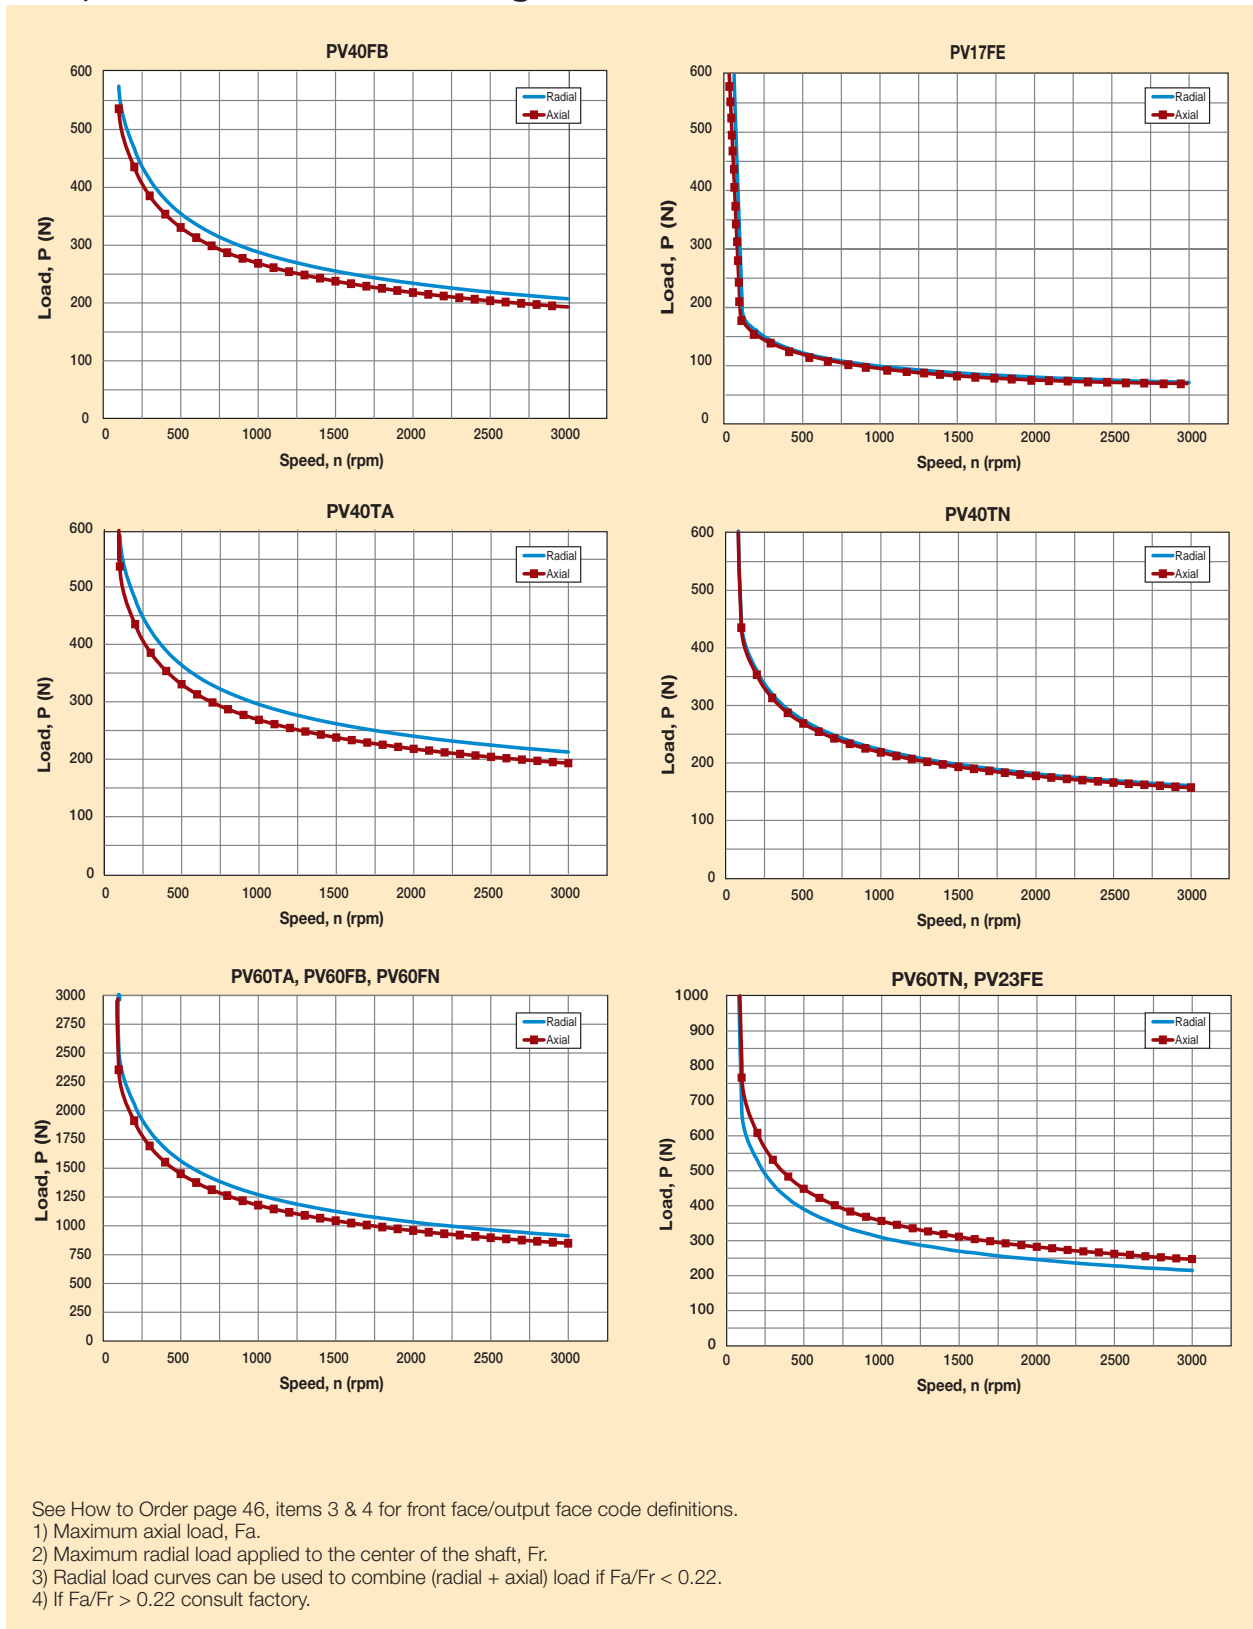 PV40FB
600
500
400
300
200
100
0
Load, P (N)
Radial
Axial
0 500 1000 1500 2000 2500 3000
Speed, n (rpm)
PV17FE
600
500
400
300
200
100
0
Load, P (N)
Radial
Axial
0 500 1000 1500 2000 2500 3000
Speed, n (rpm)
PV40TA
600
500
400
300
200
100
0
Load, P (N)
Radial
Axial
0 500 1000 1500 2000 2500 3000
Speed, n (rpm)
PV40TN
600
500
400
300
200
100
0
Load, P (N)
Radial
Axial
0 500 1000 1500 2000 2500 3000
Speed, n (rpm)
PV60TA, PV60FB, PV60FN
3000
2750
2500
2250
2000
1750
1500
1250
1000
750
500
250
0
Load, P (N)
Radial
Axial
0 500 1000 1500 2000 2500 3000
Speed, n (rpm)
PV60TN, PV23FE
1000
900
800
700
600
500
400
300
200
100
0
Load, P (N)
Radial
Axial
0 500 1000 1500 2000 2500 3000
Speed, n (rpm)
See How to Order page 46, items 3 & 4 for front face/output face code definitions.
1) Maximum axial load, Fa.
2) Maximum radial load applied to the center of the shaft, Fr.
3) Radial load curves can be used to combine (radial + axial) load if Fa/Fr < 0.22.
4) If Fa/Fr > 0.22 consult factory.